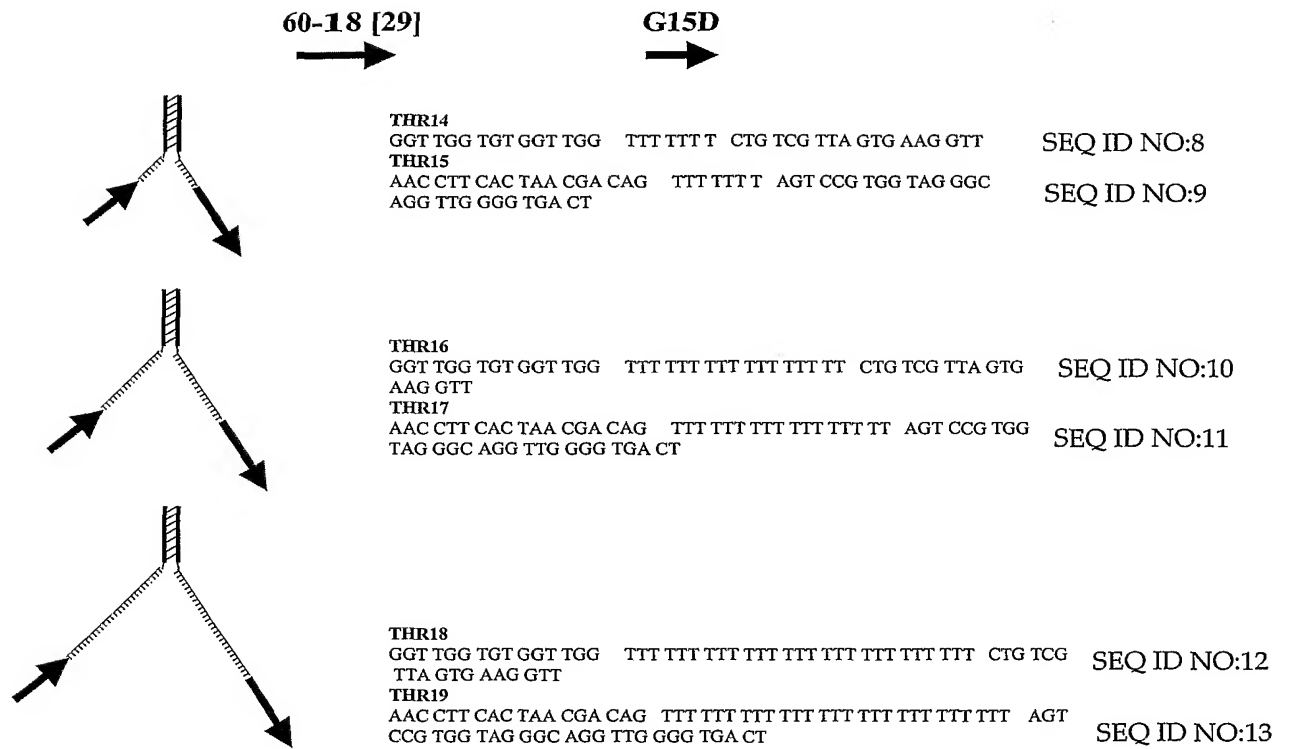 60-18 [29] G15D
THR14
GGT TGG TGT GGT TGG TTT TTT T CTG TCG TTA GTG AAG GTT SEQ ID NO:8
THR15
AAC CTT CAC TAA CGA CAG TTT TTT T AGT CCG TGG TAG GGC SEQ ID NO:9
AGG TTG GGG TGA CT
THR16
GGT TGG TGT GGT TGG TTT TTT TTT TTT TTT TT CTG TCG TTA GTG SEQ ID NO:10
AAG GTT
THR17
AAC CTT CAC TAA CGA CAG TTT TTT TTT TTT TTT TT AGT CCG TGG SEQ ID NO:11
TAG GGC AGG TTG GGG TGA CT
THR18
GGT TGG TGT GGT TGG TTT TTT TTT TTT TTT TTT TTT TTT TTT CTG TCG SEQ ID NO:12
TTA GTG AAG GTT
THR19
AAC CTT CAC TAA CGA CAG TTT TTT TTT TTT TTT TTT TTT TTT TTT AGT SEQ ID NO:13
CCG TGG TAG GGC AGG TTG GGG TGA CT